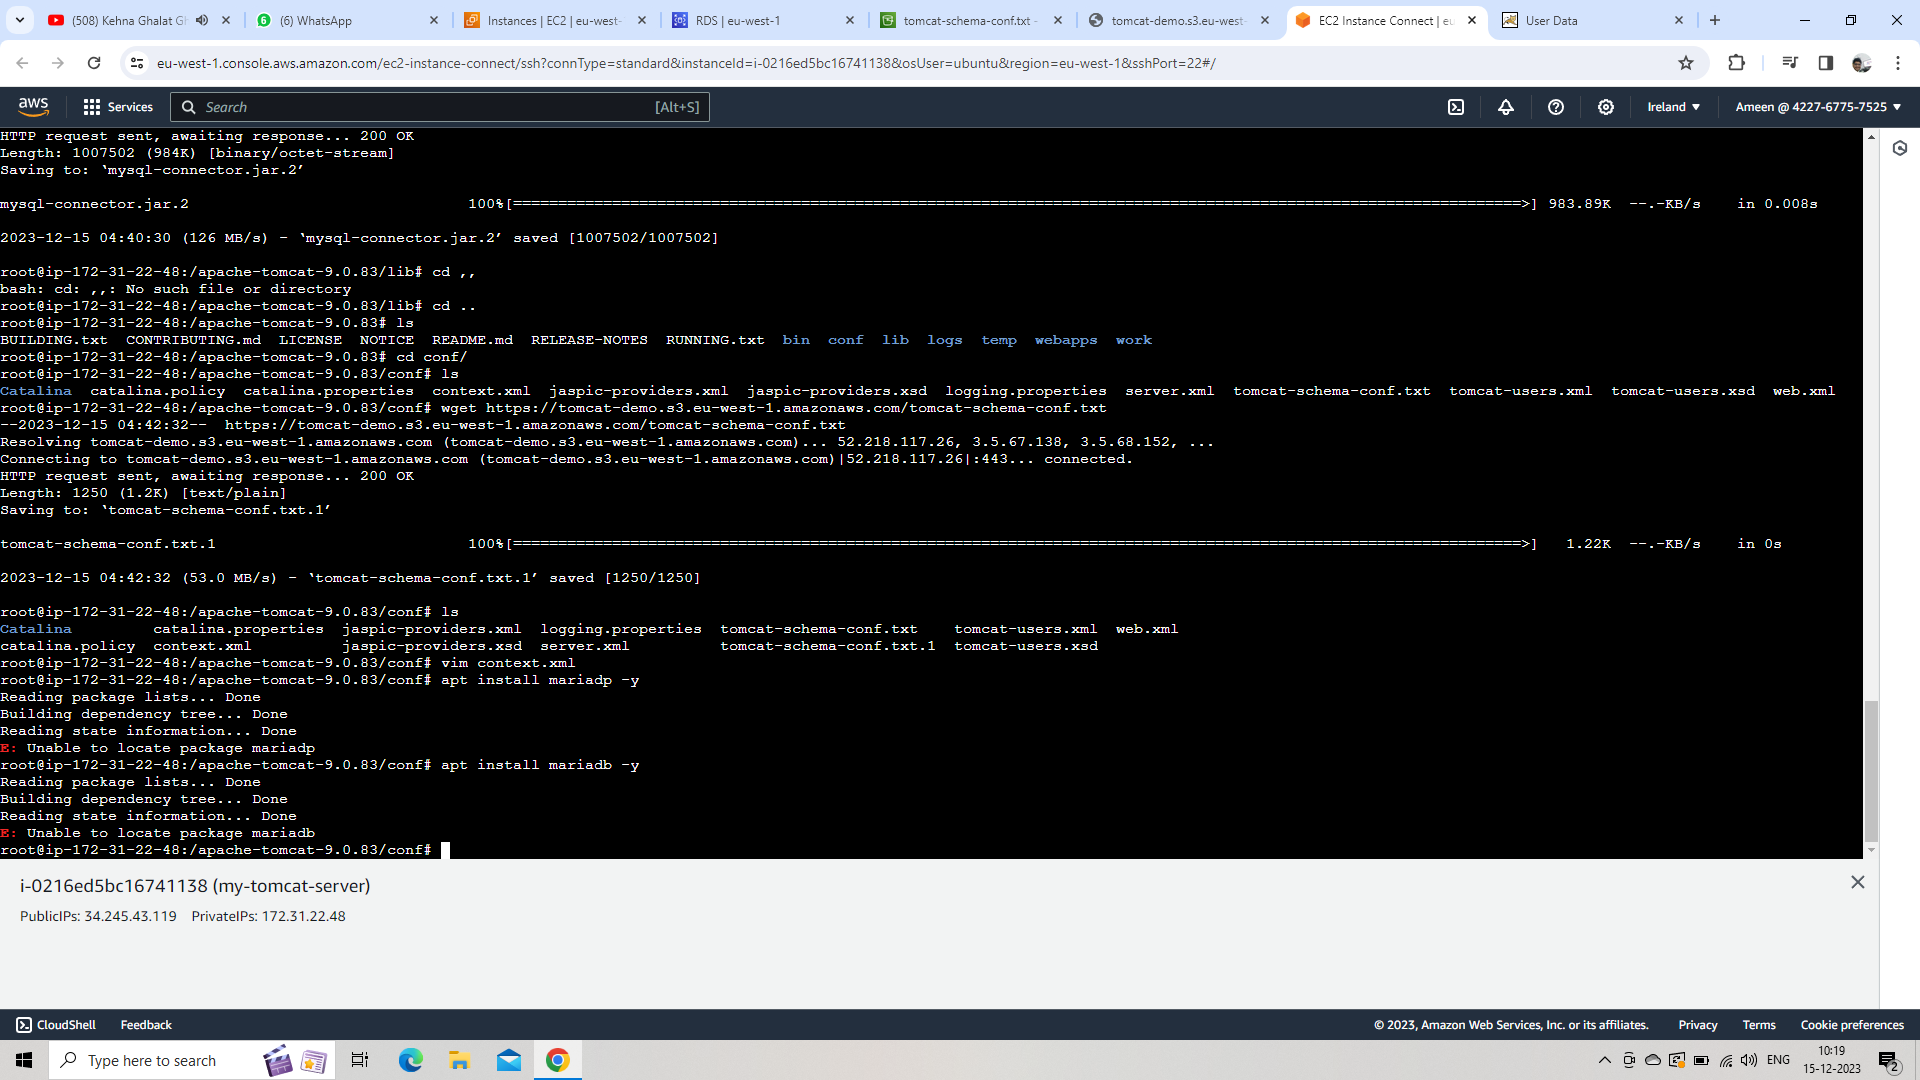 (508) Kehna Ghalat Gh
(6) WhatsApp
Instances | EC2 | eu-west-
RDS | eu-west-1
tomcat-schema-conf.txt -
tomcat-demo.s3.eu-west-
EC2 Instance Connect | eu
User Data
eu-west-1.console.aws.amazon.com/ec2-instance-connect/ssh?connType=standard&instanceId=i-0216ed5bc16741138&osUser=ubuntu&region=eu-west-1&sshPort=22#/
aws Services Search [Alt+S] Ireland Ameen @ 4227-6775-7525
HTTP request sent, awaiting response... 200 OK
Length: 1007502 (984K) [binary/octet-stream]
Saving to: ‘mysql-connector.jar.2’
mysql-connector.jar.2 100%[================================================================================================================>] 983.89K --.-KB/s in 0.008s
2023-12-15 04:40:30 (126 MB/s) - ‘mysql-connector.jar.2’ saved [1007502/1007502]
root@ip-172-31-22-48:/apache-tomcat-9.0.83/lib# cd ,,
bash: cd: ,,: No such file or directory
root@ip-172-31-22-48:/apache-tomcat-9.0.83/lib# cd ..
root@ip-172-31-22-48:/apache-tomcat-9.0.83# ls
BUILDING.txt CONTRIBUTING.md LICENSE NOTICE README.md RELEASE-NOTES RUNNING.txt bin conf lib logs temp webapps work
root@ip-172-31-22-48:/apache-tomcat-9.0.83# cd conf/
root@ip-172-31-22-48:/apache-tomcat-9.0.83/conf# ls
Catalina catalina.policy catalina.properties context.xml jaspic-providers.xml jaspic-providers.xsd logging.properties server.xml tomcat-schema-conf.txt tomcat-users.xml tomcat-users.xsd web.xml
root@ip-172-31-22-48:/apache-tomcat-9.0.83/conf# wget https://tomcat-demo.s3.eu-west-1.amazonaws.com/tomcat-schema-conf.txt
--2023-12-15 04:42:32-- https://tomcat-demo.s3.eu-west-1.amazonaws.com/tomcat-schema-conf.txt
Resolving tomcat-demo.s3.eu-west-1.amazonaws.com (tomcat-demo.s3.eu-west-1.amazonaws.com)... 52.218.117.26, 3.5.67.138, 3.5.68.152, ...
Connecting to tomcat-demo.s3.eu-west-1.amazonaws.com (tomcat-demo.s3.eu-west-1.amazonaws.com)|52.218.117.26|:443... connected.
HTTP request sent, awaiting response... 200 OK
Length: 1250 (1.2K) [text/plain]
Saving to: ‘tomcat-schema-conf.txt.1’
tomcat-schema-conf.txt.1 100%[================================================================================================================>] 1.22K --.-KB/s in 0s
2023-12-15 04:42:32 (53.0 MB/s) - ‘tomcat-schema-conf.txt.1’ saved [1250/1250]
root@ip-172-31-22-48:/apache-tomcat-9.0.83/conf# ls
Catalina catalina.properties jaspic-providers.xml logging.properties tomcat-schema-conf.txt tomcat-users.xml web.xml
catalina.policy context.xml jaspic-providers.xsd server.xml tomcat-schema-conf.txt.1 tomcat-users.xsd
root@ip-172-31-22-48:/apache-tomcat-9.0.83/conf# vim context.xml
root@ip-172-31-22-48:/apache-tomcat-9.0.83/conf# apt install mariadp -y
Reading package lists... Done
Building dependency tree... Done
Reading state information... Done
E: Unable to locate package mariadp
root@ip-172-31-22-48:/apache-tomcat-9.0.83/conf# apt install mariadb -y
Reading package lists... Done
Building dependency tree... Done
Reading state information... Done
E: Unable to locate package mariadb
root@ip-172-31-22-48:/apache-tomcat-9.0.83/conf#
i-0216ed5bc16741138 (my-tomcat-server)
PublicIPs: 34.245.43.119 PrivateIPs: 172.31.22.48
CloudShell Feedback © 2023, Amazon Web Services, Inc. or its affiliates. Privacy Terms Cookie preferences
Type here to search
ENG
10:19
15-12-2023
2